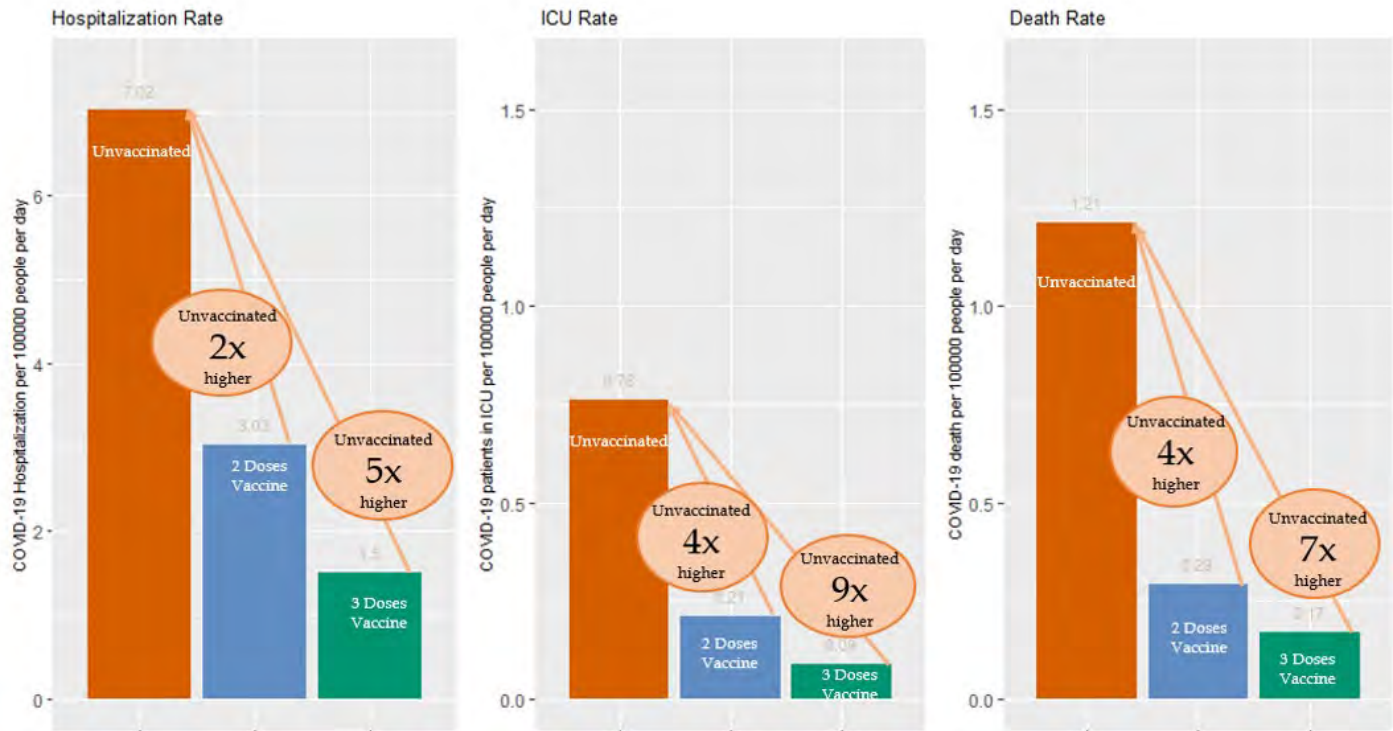 Hospitalization Rate
COVID-19 Hospitalization per 100000 people per day
6
4
2
0
7.02
Unvaccinated
Unvaccinated
2x
higher
3.03
2 Doses
Vaccine
Unvaccinated
5x
higher
1.5
3 Doses
Vaccine
ICU Rate
COVID-19 patients in ICU per 100000 people per day
1.5
1.0
0.5
0.0
Unvaccinated
Unvaccinated
4x
higher
0.21
2 Doses
Vaccine
Unvaccinated
9x
higher
0.09
3 Doses
Vaccine
Death Rate
COVID-19 death per 100000 people per day
1.5
1.0
0.5
0.0
1.21
Unvaccinated
Unvaccinated
4x
higher
0.29
2 Doses
Vaccine
Unvaccinated
7x
higher
0.17
3 Doses
Vaccine